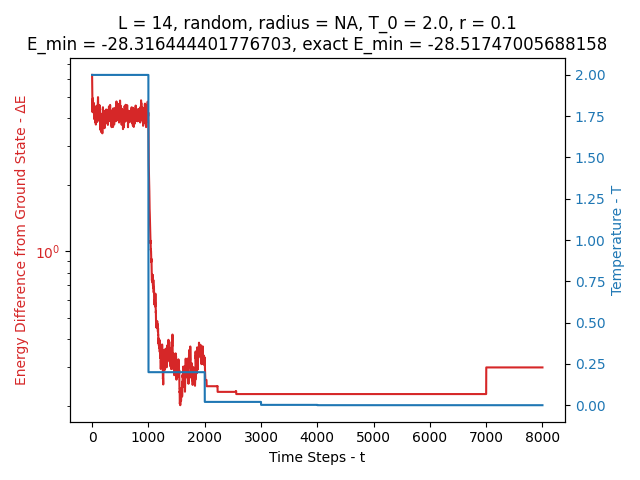 L = 14, random, radius = NA, T_0 = 2.0, r = 0.1
E_min = -28.316444401776703, exact E_min = -28.51747005688158
Energy Difference from Ground State - ΔE
10^0
2.00
1.75
1.50
1.25
1.00
0.75
0.50
0.25
0.00
Temperature - T
0 1000 2000 3000 4000 5000 6000 7000 8000
Time Steps - t